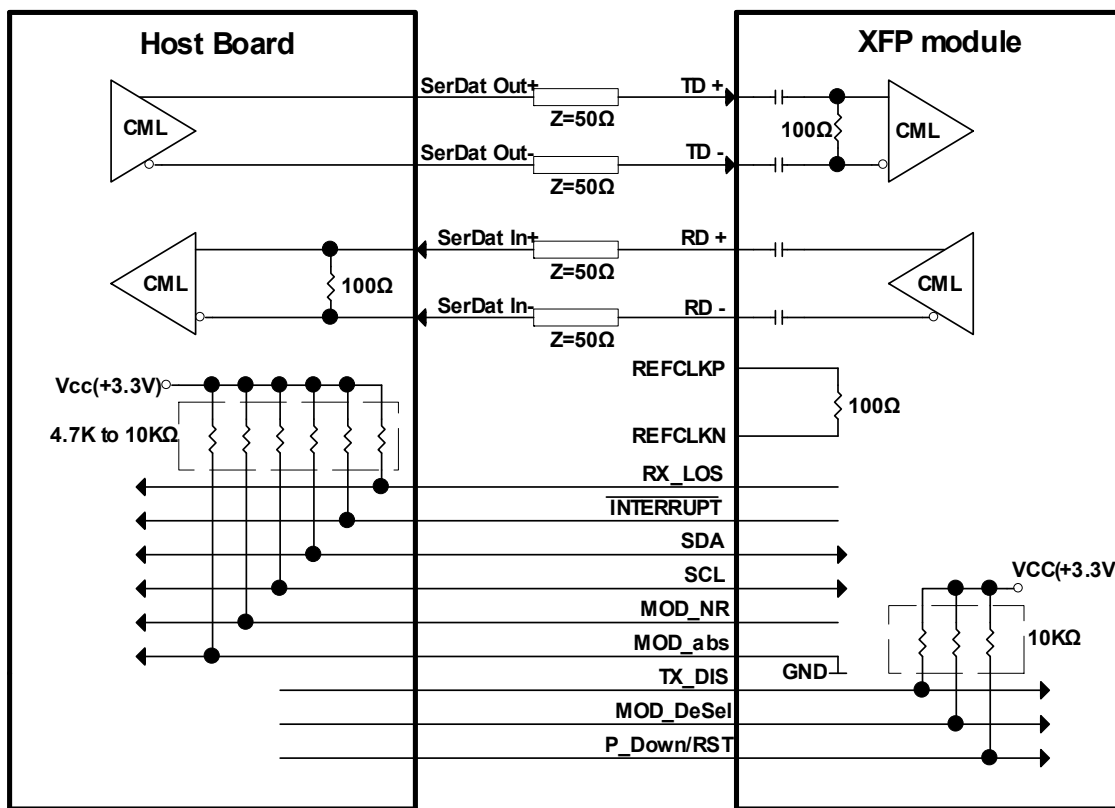 Host Board
XFP module
CML
SerDat Out+
Z=50Ω
TD +
100Ω
CML
SerDat Out-
Z=50Ω
TD -
CML
100Ω
SerDat In+
Z=50Ω
RD +
CML
SerDat In-
Z=50Ω
RD -
Vcc(+3.3V)
4.7K to 10KΩ
REFCLKP
100Ω
REFCLKN
RX_LOS
INTERRUPT
SDA
SCL
VCC(+3.3V
MOD_NR
10KΩ
MOD_abs
GND
TX_DIS
MOD_DeSel
P_Down/RST